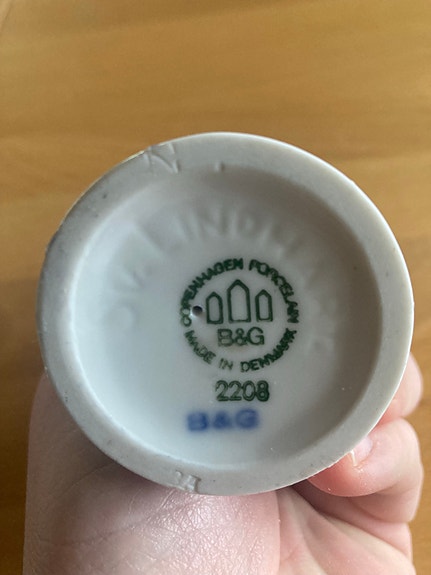 COPENHAGEN PORCELAIN
B&G
MADE IN DENMARK
2208
B&G